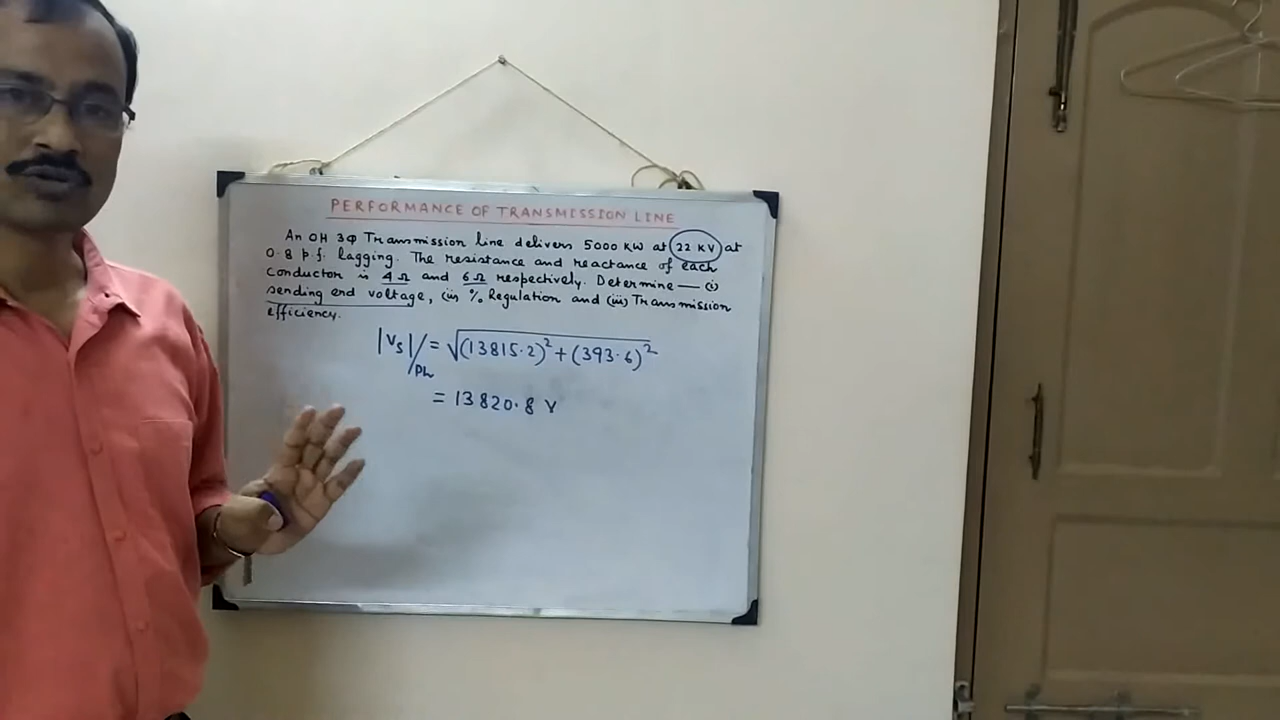 PERFORMANCE OF TRANSMISSION LINE
An OH 3φ Transmission line delivers 5000 KW at 22 KV at
0.8 p.f. lagging. The resistance and reactance of each
conductor is 4 Ω and 6 Ω respectively. Determine — (i)
sending end voltage, (ii) % Regulation and (iii) Transmission
efficiency.
|Vs|/Ph = √(13815.2)² + (393.6)²
= 13820.8 V